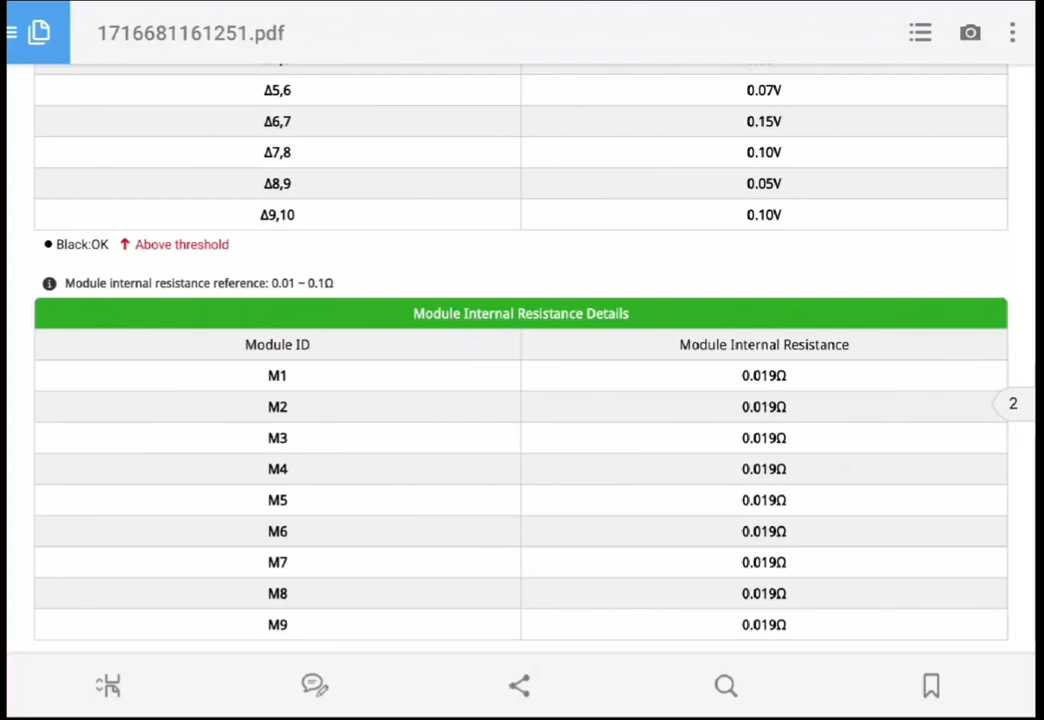 1716681161251.pdf
Δ5,6 0.07V
Δ6,7 0.15V
Δ7,8 0.10V
Δ8,9 0.05V
Δ9,10 0.10V
● Black:OK ↑ Above threshold
Module internal resistance reference: 0.01 ~ 0.1Ω
Module Internal Resistance Details
Module ID Module Internal Resistance
M1 0.019Ω
M2 0.019Ω
2
M3 0.019Ω
M4 0.019Ω
M5 0.019Ω
M6 0.019Ω
M7 0.019Ω
M8 0.019Ω
M9 0.019Ω